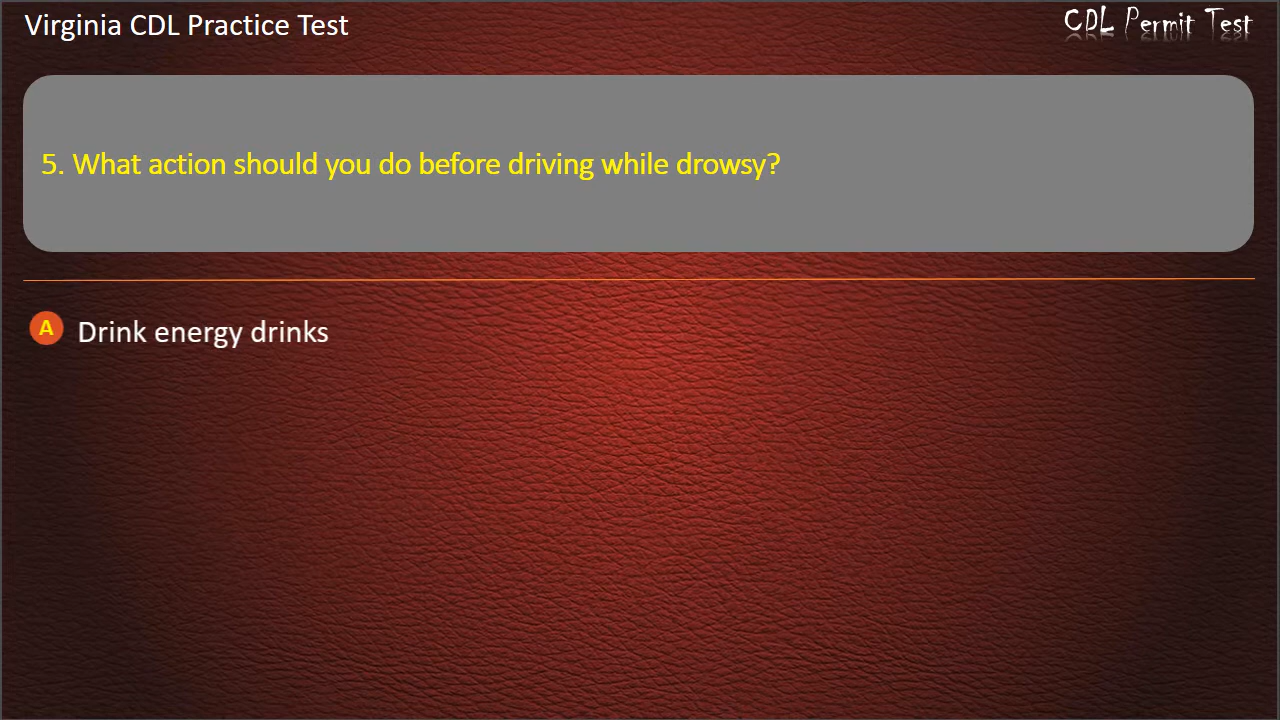 Virginia CDL Practice Test
CDL Permit Test
5. What action should you do before driving while drowsy?
A Drink energy drinks